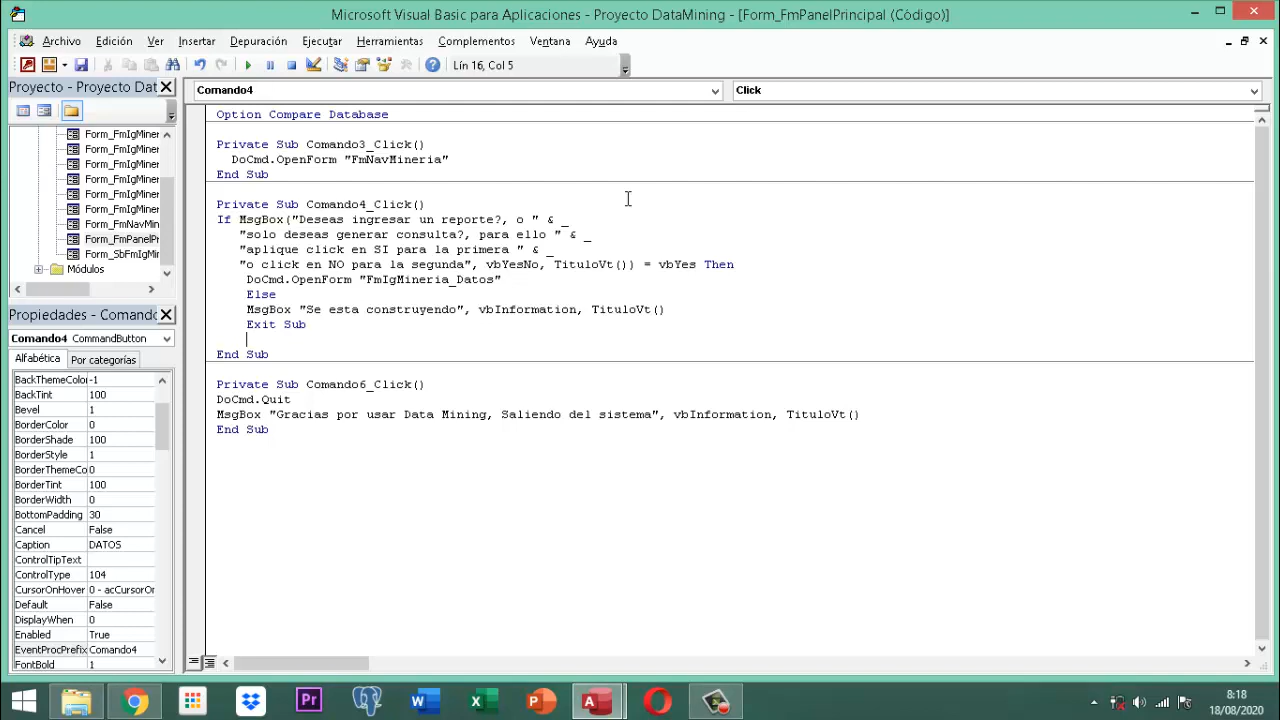 Microsoft Visual Basic para Aplicaciones - Proyecto DataMining - [Form_FmPanelPrincipal (Código)]
Archivo Edición Ver Insertar Depuración Ejecutar Herramientas Complementos Ventana Ayuda
Lín 16, Col 5
Proyecto - Proyecto Dat
Comando4 Click
Form_FmIgMiner
Form_FmIgMiner
Form_FmIgMiner
Form_FmIgMiner
Form_FmIgMiner
Form_FmIgMiner
Form_FmNavMin
Form_FmPanelPr
Form_SbFmIgMi
Módulos
Propiedades - Comando
Comando4 CommandButton
Alfabética Por categorías
BackThemeColor -1
BackTint 100
Bevel 1
BorderColor 0
BorderShade 100
BorderStyle 1
BorderThemeCo 0
BorderTint 100
BorderWidth 0
BottomPadding 30
Cancel False
Caption DATOS
ControlTipText
ControlType 104
CursorOnHover 0 - acCursorOn
Default False
DisplayWhen 0
Enabled True
EventProcPrefix Comando4
FontBold 1
Option Compare Database
Private Sub Comando3_Click()
DoCmd.OpenForm "FmNavMineria"
End Sub
Private Sub Comando4_Click()
If MsgBox("Deseas ingresar un reporte?, o " & _
"solo deseas generar consulta?, para ello " & _
"aplique click en SI para la primera " & _
"o click en NO para la segunda", vbYesNo, TituloVt()) = vbYes Then
DoCmd.OpenForm "FmIgMineria_Datos"
Else
MsgBox "Se esta construyendo", vbInformation, TituloVt()
Exit Sub
End Sub
Private Sub Comando6_Click()
DoCmd.Quit
MsgBox "Gracias por usar Data Mining, Saliendo del sistema", vbInformation, TituloVt()
End Sub
8:18
18/08/2020